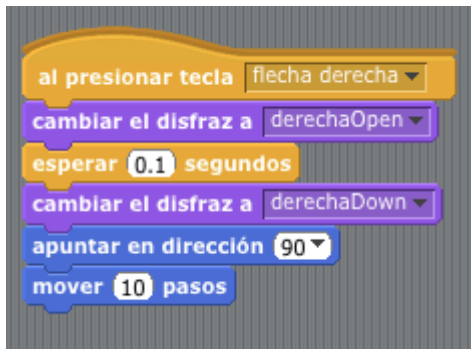 al presionar tecla flecha derecha
cambiar el disfraz a derechaOpen
esperar 0.1 segundos
cambiar el disfraz a derechaDown
apuntar en dirección 90
mover 10 pasos